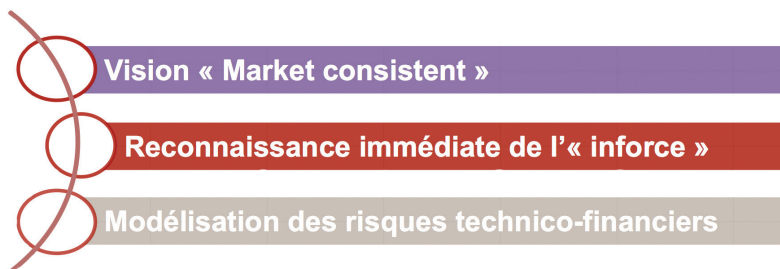 Vision « Market consistent »
Reconnaissance immédiate de l'« inforce »
Modélisation des risques technico-financiers